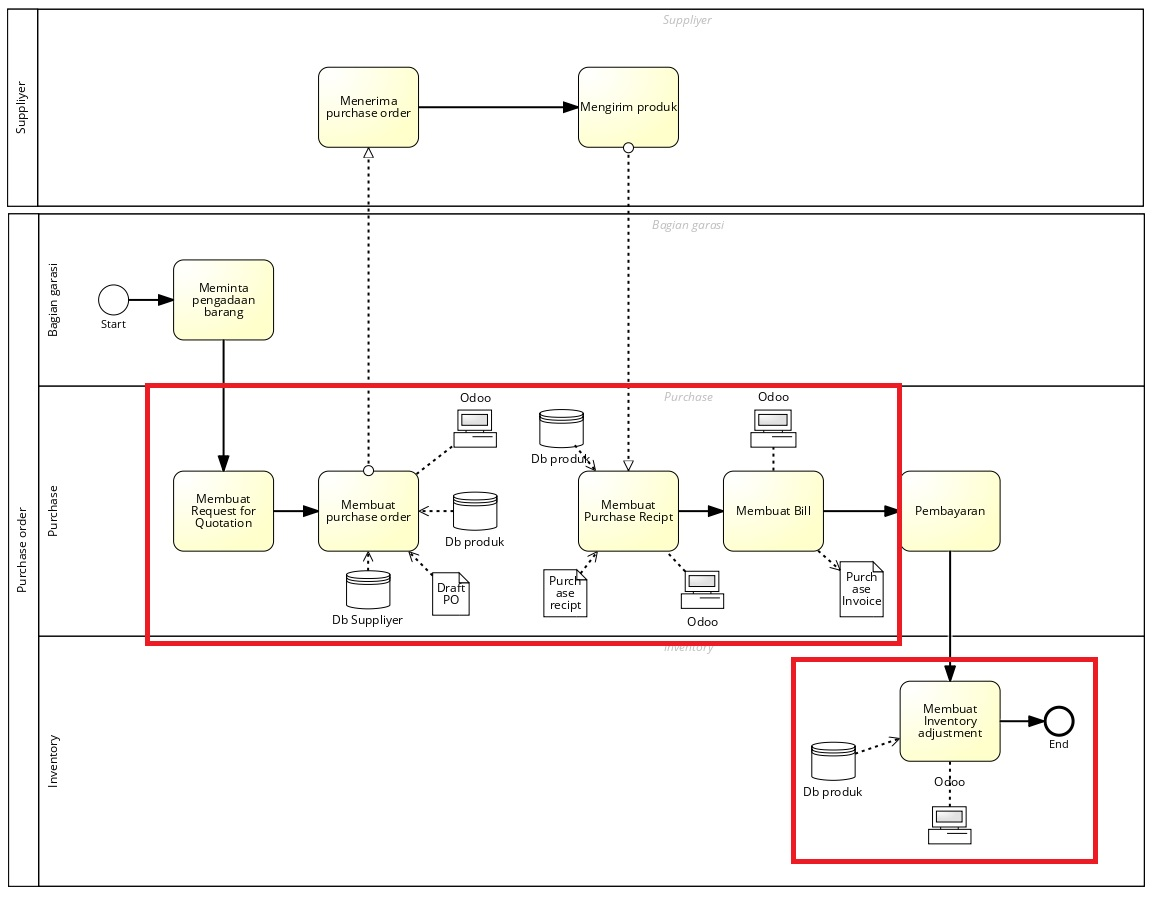 Suppliyer
Suppliyer
Menerima
purchase order
Mengirim produk
Purchase order
Bagian garasi
Bagian garasi
Start
Meminta
pengadaan
barang
Purchase
Purchase
Membuat
Request for
Quotation
Membuat
purchase order
Odoo
Db produk
Db Suppliyer
Draft
PO
Db produk
Membuat
Purchase Recipt
Purch
ase
recipt
Odoo
Odoo
Membuat Bill
Purch
ase
Invoice
Pembayaran
Inventory
Inventory
Membuat
Inventory
adjustment
End
Db produk
Odoo